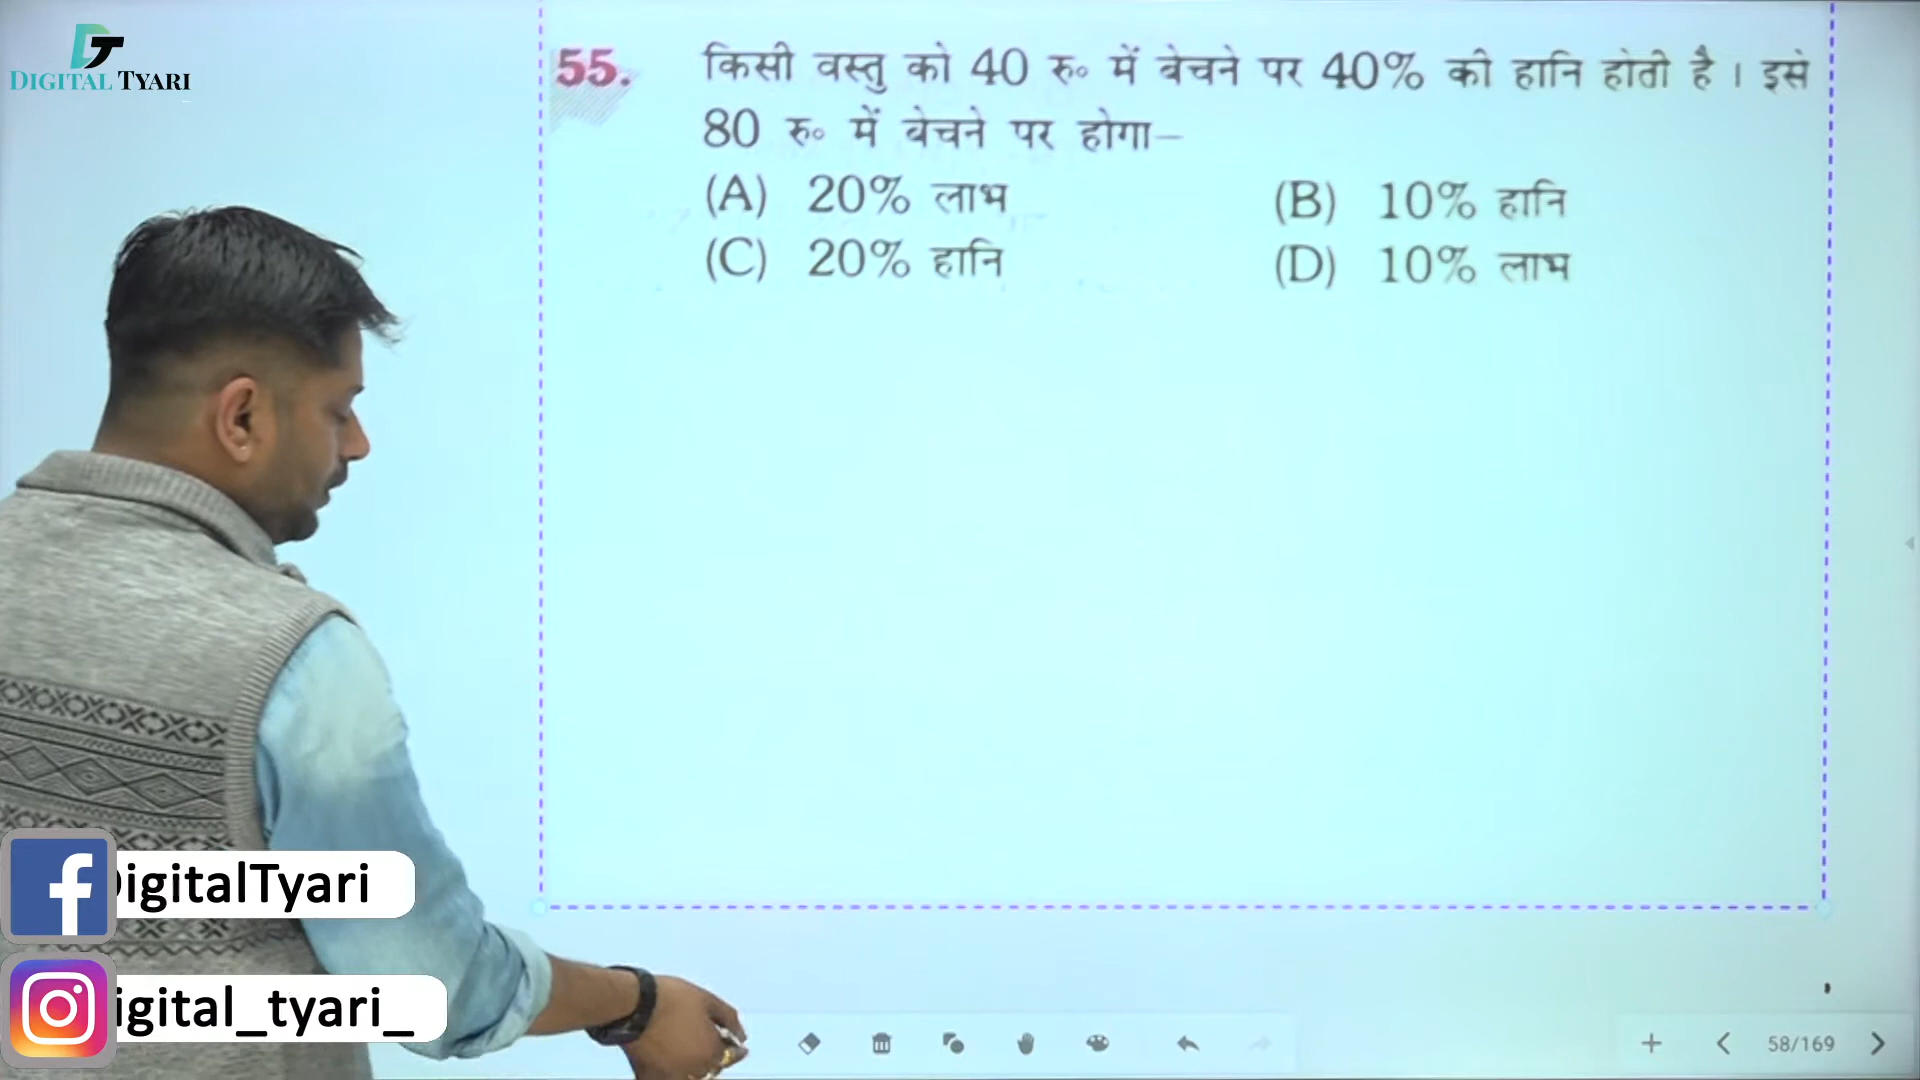 DT
DIGITAL TYARI
55. किसी वस्तु को 40 रु० में बेचने पर 40% की हानि होती है। इसे
80 रु० में बेचने पर होगा–
(A) 20% लाभ (B) 10% हानि
(C) 20% हानि (D) 10% लाभ
f igitalTyari
igital_tyari_
58/169